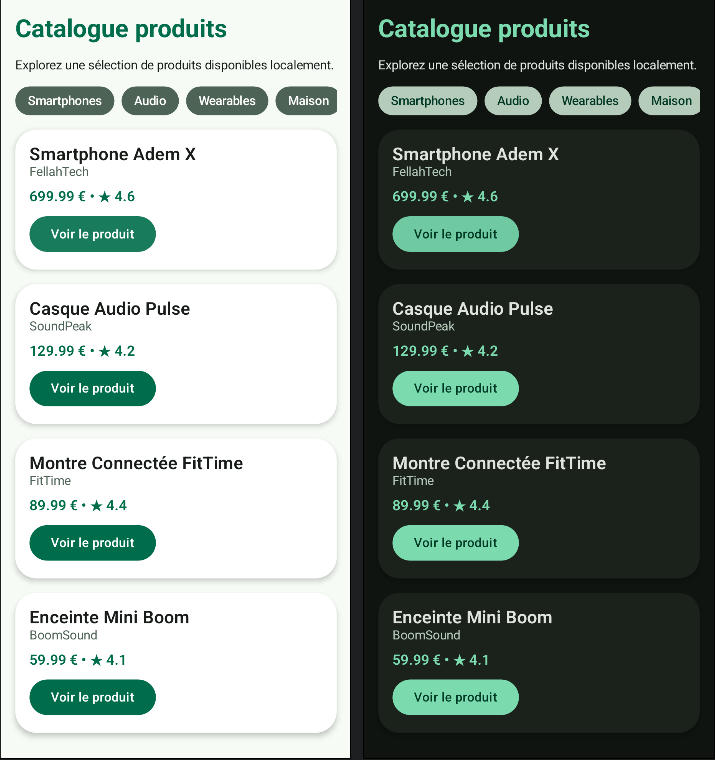 Catalogue produits
Explorez une sélection de produits disponibles localement.
Smartphones Audio Wearables Maison
Smartphone Adem X
FellahTech
699.99 € • ★ 4.6
Voir le produit
Casque Audio Pulse
SoundPeak
129.99 € • ★ 4.2
Voir le produit
Montre Connectée FitTime
FitTime
89.99 € • ★ 4.4
Voir le produit
Enceinte Mini Boom
BoomSound
59.99 € • ★ 4.1
Voir le produit
Catalogue produits
Explorez une sélection de produits disponibles localement.
Smartphones Audio Wearables Maison
Smartphone Adem X
FellahTech
699.99 € • ★ 4.6
Voir le produit
Casque Audio Pulse
SoundPeak
129.99 € • ★ 4.2
Voir le produit
Montre Connectée FitTime
FitTime
89.99 € • ★ 4.4
Voir le produit
Enceinte Mini Boom
BoomSound
59.99 € • ★ 4.1
Voir le produit